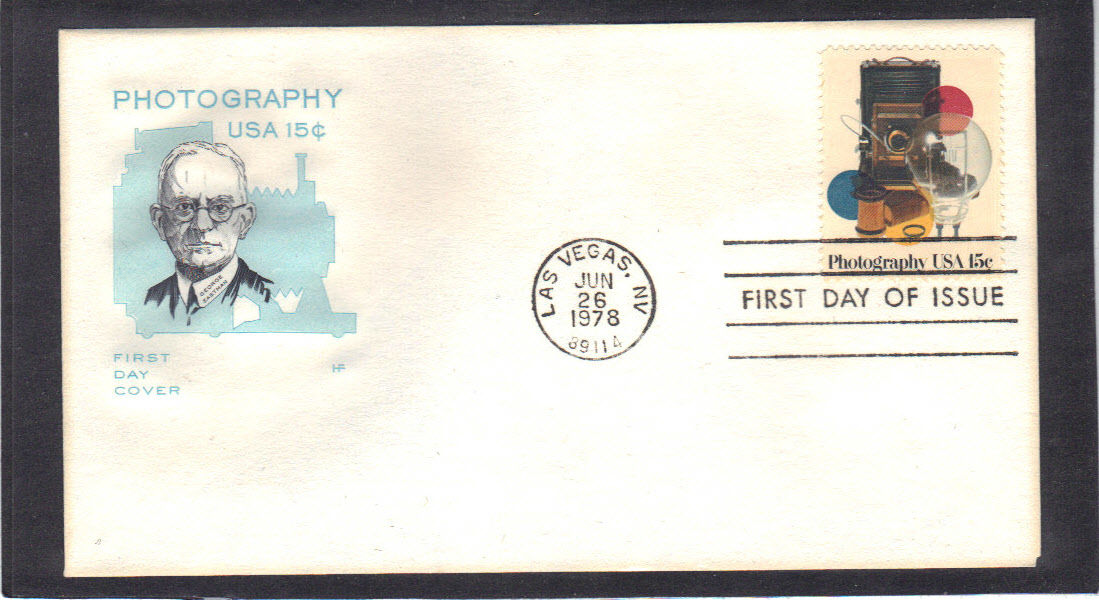 PHOTOGRAPHY
USA 15¢
GEORGE
EASTMAN
FIRST
DAY
COVER
HF
LAS VEGAS, NV
JUN
26
1978
89114
Photography USA 15c
FIRST DAY OF ISSUE